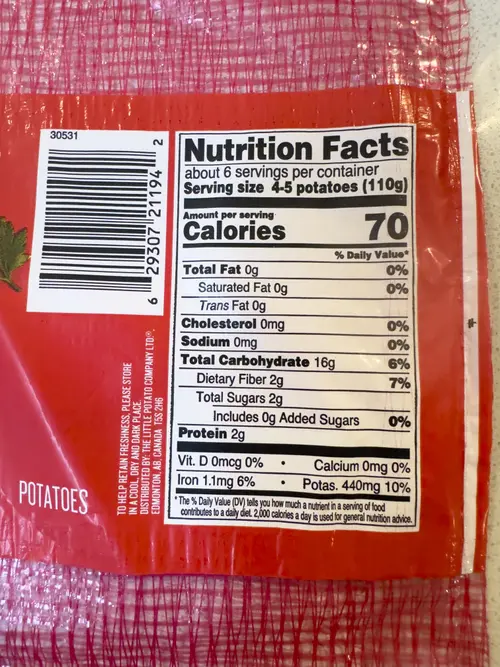 30531
6 29307 21194 2
TO HELP RETAIN FRESHNESS, PLEASE STORE
IN A COOL, DRY AND DARK PLACE
DISTRIBUTED BY: THE LITTLE POTATO COMPANY LTD®.
EDMONTON, AB, CANADA T5S 2H6
POTATOES
Nutrition Facts
about 6 servings per container
Serving size 4-5 potatoes (110g)
Amount per serving
Calories 70
% Daily Value*
Total Fat 0g 0%
Saturated Fat 0g 0%
Trans Fat 0g
Cholesterol 0mg 0%
Sodium 0mg 0%
Total Carbohydrate 16g 6%
Dietary Fiber 2g 7%
Total Sugars 2g
Includes 0g Added Sugars 0%
Protein 2g
Vit. D 0mcg 0% • Calcium 0mg 0%
Iron 1.1mg 6% • Potas. 440mg 10%
*The % Daily Value (DV) tells you how much a nutrient in a serving of food
contributes to a daily diet. 2,000 calories a day is used for general nutrition advice.